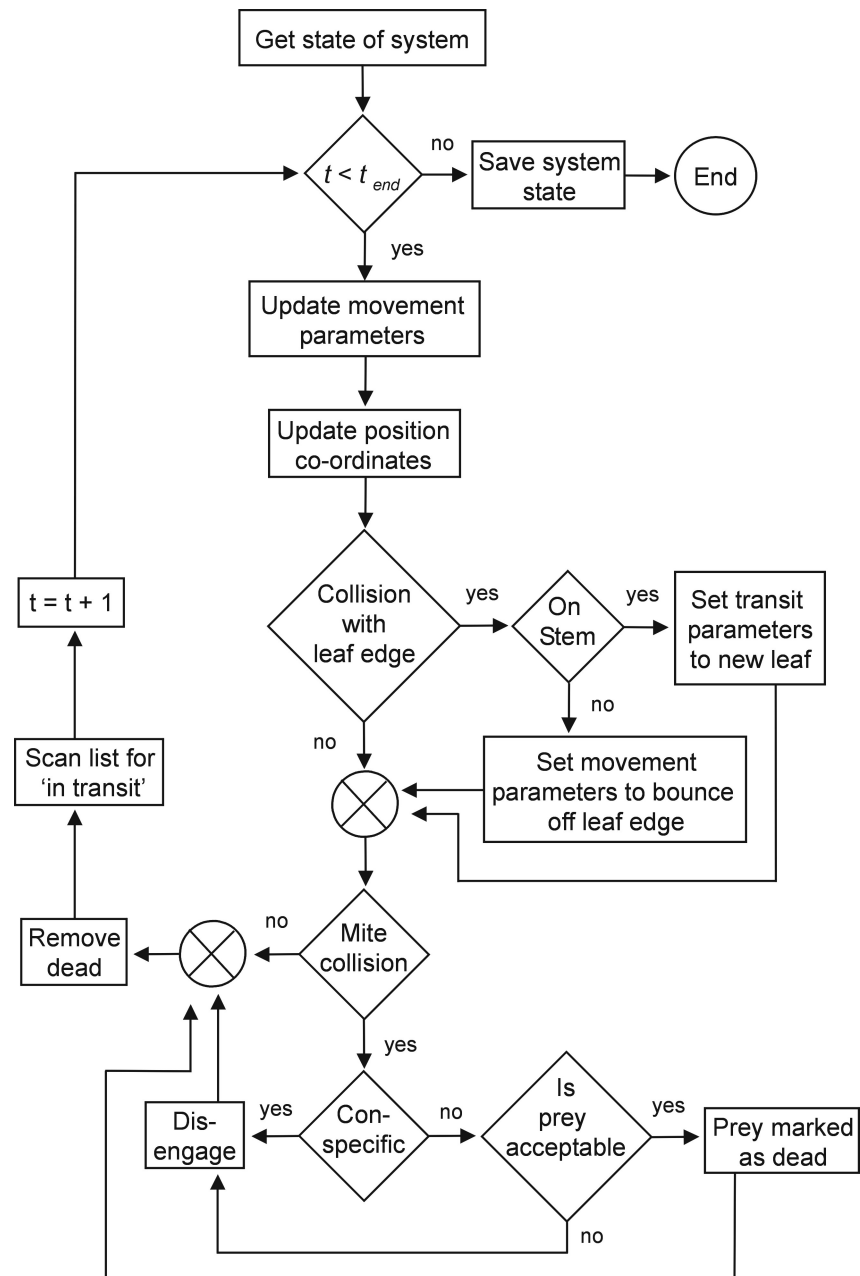 Get state of system
t < t end
no
Save system
state
End
yes
Update movement
parameters
Update position
co-ordinates
Collision
with
leaf edge
yes
On
Stem
yes
Set transit
parameters
to new leaf
no
no
Set movement
parameters to bounce
off leaf edge
t = t + 1
Scan list for
‘in transit’
Remove
dead
no
Mite
collision
yes
Con-
specific
yes
Dis-
engage
no
Is
prey
acceptable
yes
Prey marked
as dead
no